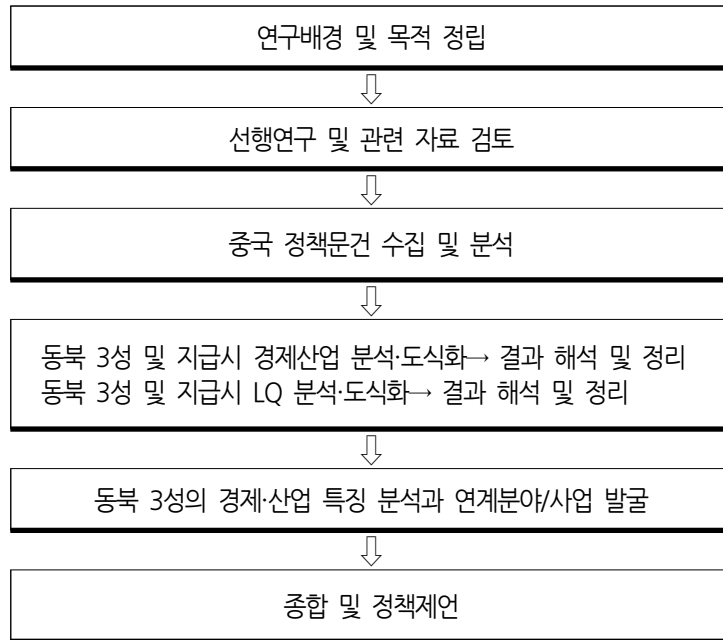 연구배경 및 목적 정립
선행연구 및 관련 자료 검토
중국 정책문건 수집 및 분석
동북 3성 및 지급시 경제산업 분석·도식화→ 결과 해석 및 정리
동북 3성 및 지급시 LQ 분석·도식화→ 결과 해석 및 정리
동북 3성의 경제·산업 특징 분석과 연계분야/사업 발굴
종합 및 정책제언